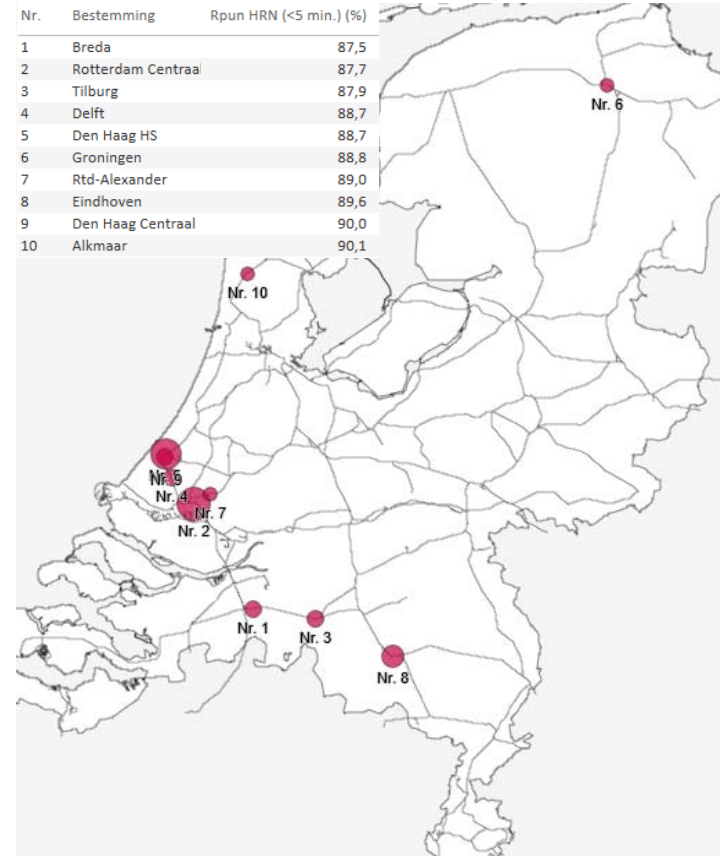 Nr. Bestemming Rpun HRN (<5 min.) (%)
1 Breda 87,5
2 Rotterdam Centraal 87,7
3 Tilburg 87,9
4 Delft 88,7
5 Den Haag HS 88,7
6 Groningen 88,8
7 Rtd-Alexander 89,0
8 Eindhoven 89,6
9 Den Haag Centraal 90,0
10 Alkmaar 90,1
Nr. 6
Nr. 10
Nr. 5
Nr. 9
Nr. 4
Nr. 7
Nr. 2
Nr. 1
Nr. 3
Nr. 8